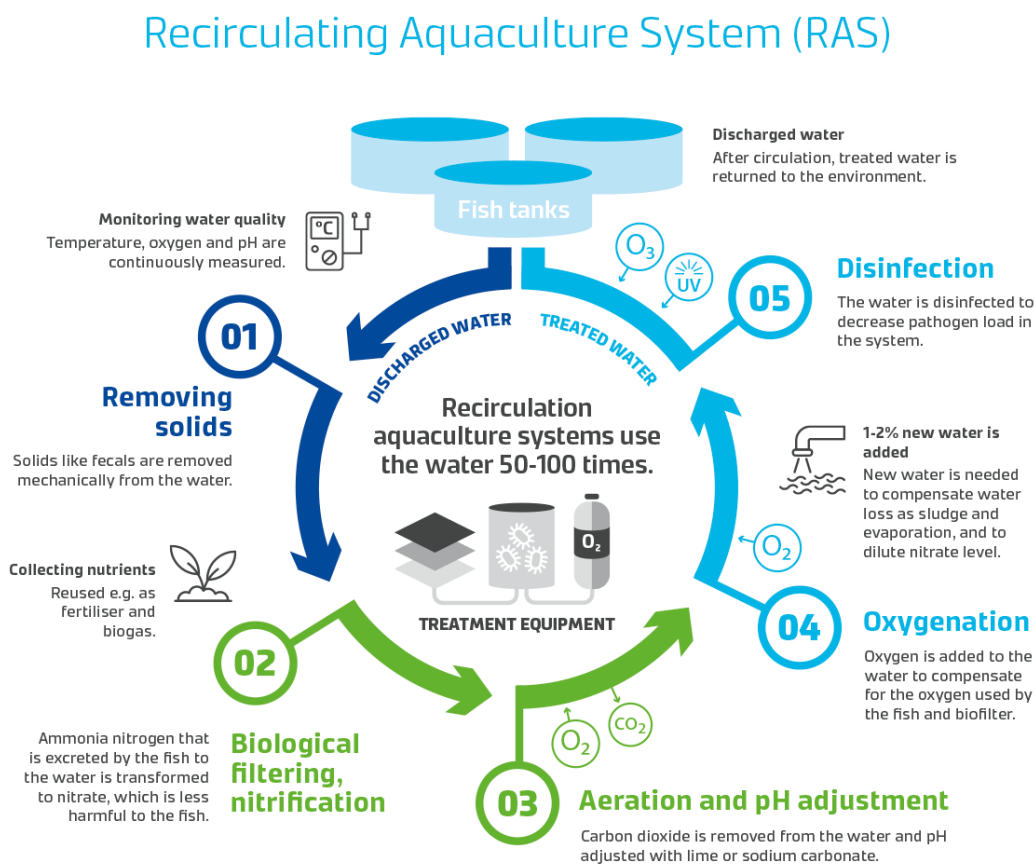 Recirculating Aquaculture System (RAS)
Fish tanks
Discharged water
After circulation, treated water is
returned to the environment.
Monitoring water quality
Temperature, oxygen and pH are
continuously measured.
°C
O₃
UV
05
Disinfection
The water is disinfected to
decrease pathogen load in
the system.
01
Removing
solids
Solids like fecals are removed
mechanically from the water.
DISCHARGED WATER
TREATED WATER
Recirculation
aquaculture systems use
the water 50-100 times.
O₂
TREATMENT EQUIPMENT
1-2% new water is
added
New water is needed
to compensate water
loss as sludge and
evaporation, and to
dilute nitrate level.
O₂
Collecting nutrients
Reused e.g. as
fertiliser and
biogas.
04
Oxygenation
Oxygen is added to the
water to compensate
for the oxygen used by
the fish and biofilter.
02
Biological
filtering,
nitrification
Ammonia nitrogen that
is excreted by the fish to
the water is transformed
to nitrate, which is less
harmful to the fish.
O₂
CO₂
03
Aeration and pH adjustment
Carbon dioxide is removed from the water and pH
adjusted with lime or sodium carbonate.